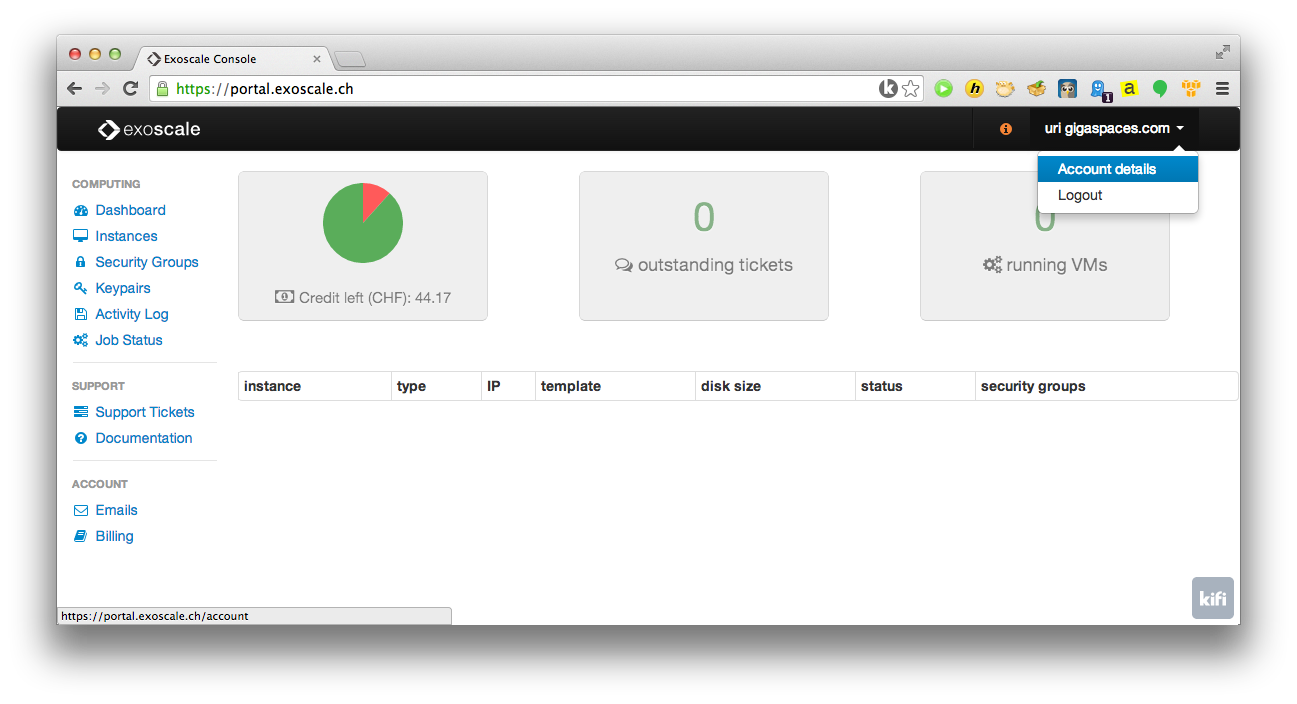 Exoscale Console
https://portal.exoscale.ch
k
h
1
a
exoscale
uri gigaspaces.com
Account details
Logout
COMPUTING
Dashboard
Instances
Security Groups
Keypairs
Activity Log
Job Status
SUPPORT
Support Tickets
Documentation
ACCOUNT
Emails
Billing
Credit left (CHF): 44.17
0
outstanding tickets
0
running VMs
instance type IP template disk size status security groups
kifi
https://portal.exoscale.ch/account